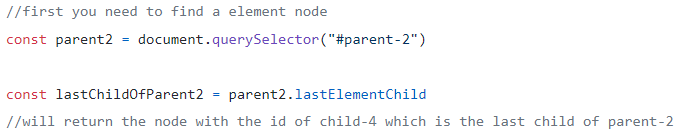 //first you need to find a element node
const parent2 = document.querySelector("#parent-2")
const lastChildOfParent2 = parent2.lastElementChild
//will return the node with the id of child-4 which is the last child of parent-2